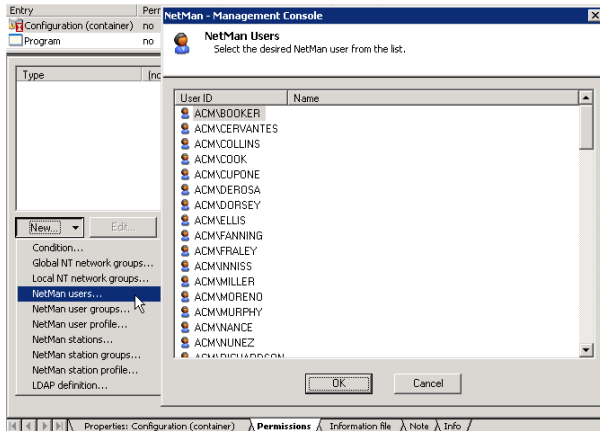 Entry Perr
Configuration (container) no
Program no
Type (no
New... Edit...
Condition...
Global NT network groups...
Local NT network groups...
NetMan users...
NetMan user groups...
NetMan user profile...
NetMan stations...
NetMan station groups...
NetMan station profile...
LDAP definition...
NetMan - Management Console
NetMan Users
Select the desired NetMan user from the list.
User ID Name
ACM\BOOKER
ACM\CERVANTES
ACM\COLLINS
ACM\COOK
ACM\CUPONE
ACM\DEROSA
ACM\DORSEY
ACM\ELLIS
ACM\FANNING
ACM\FRALEY
ACM\INNISS
ACM\MILLER
ACM\MORENO
ACM\MURPHY
ACM\NANCE
ACM\NUNEZ
ACM\RICHARDSON
OK Cancel
Properties: Configuration (container) Permissions Information file Note Info